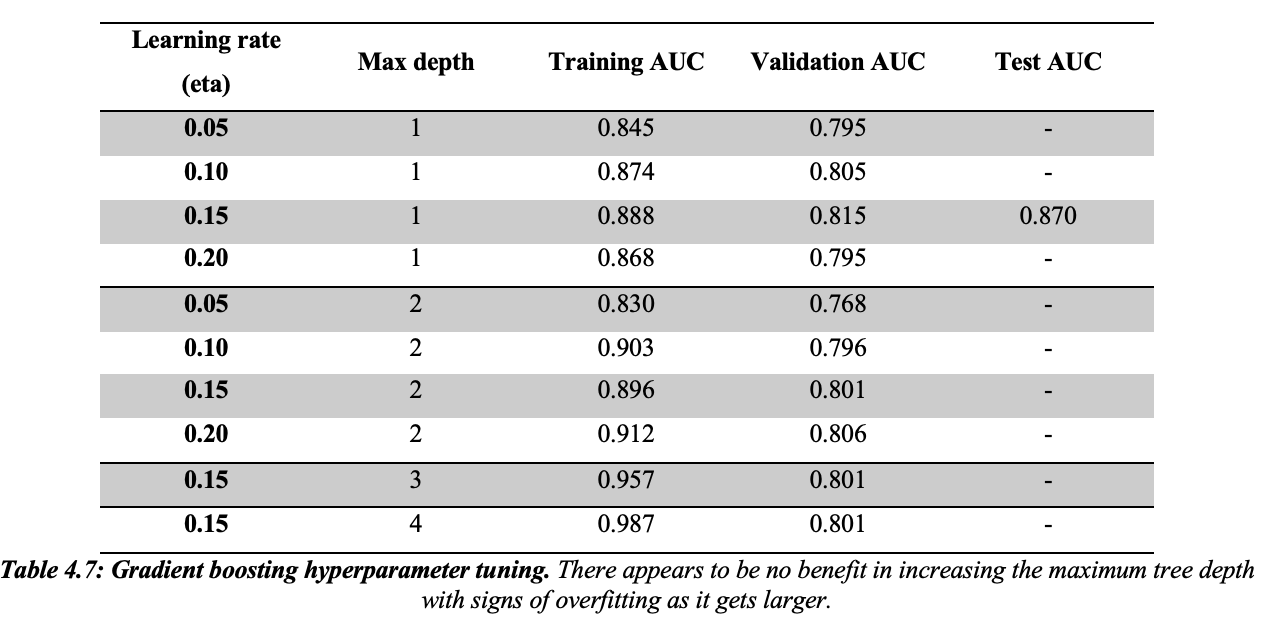 Learning rate (eta) Max depth Training AUC Validation AUC Test AUC
0.05 1 0.845 0.795 -
0.10 1 0.874 0.805 -
0.15 1 0.888 0.815 0.870
0.20 1 0.868 0.795 -
0.05 2 0.830 0.768 -
0.10 2 0.903 0.796 -
0.15 2 0.896 0.801 -
0.20 2 0.912 0.806 -
0.15 3 0.957 0.801 -
0.15 4 0.987 0.801 -
Table 4.7: Gradient boosting hyperparameter tuning. There appears to be no benefit in increasing the maximum tree depth
with signs of overfitting as it gets larger.